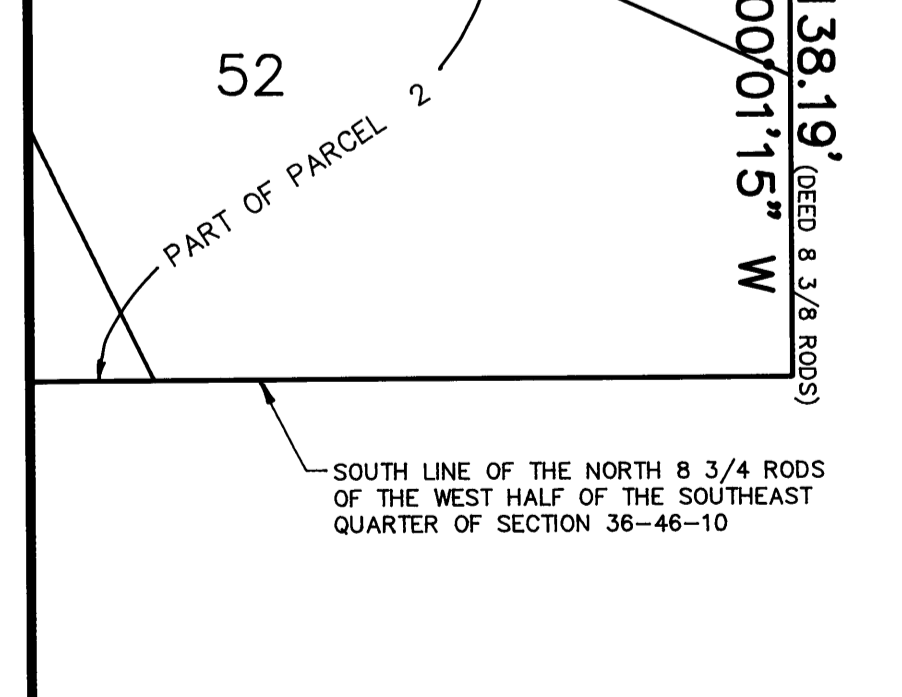 52
PART OF PARCEL 2
138.19' (DEED 8 3/8 RODS)
00°01'15" W
SOUTH LINE OF THE NORTH 8 3/4 RODS
OF THE WEST HALF OF THE SOUTHEAST
QUARTER OF SECTION 36-46-10